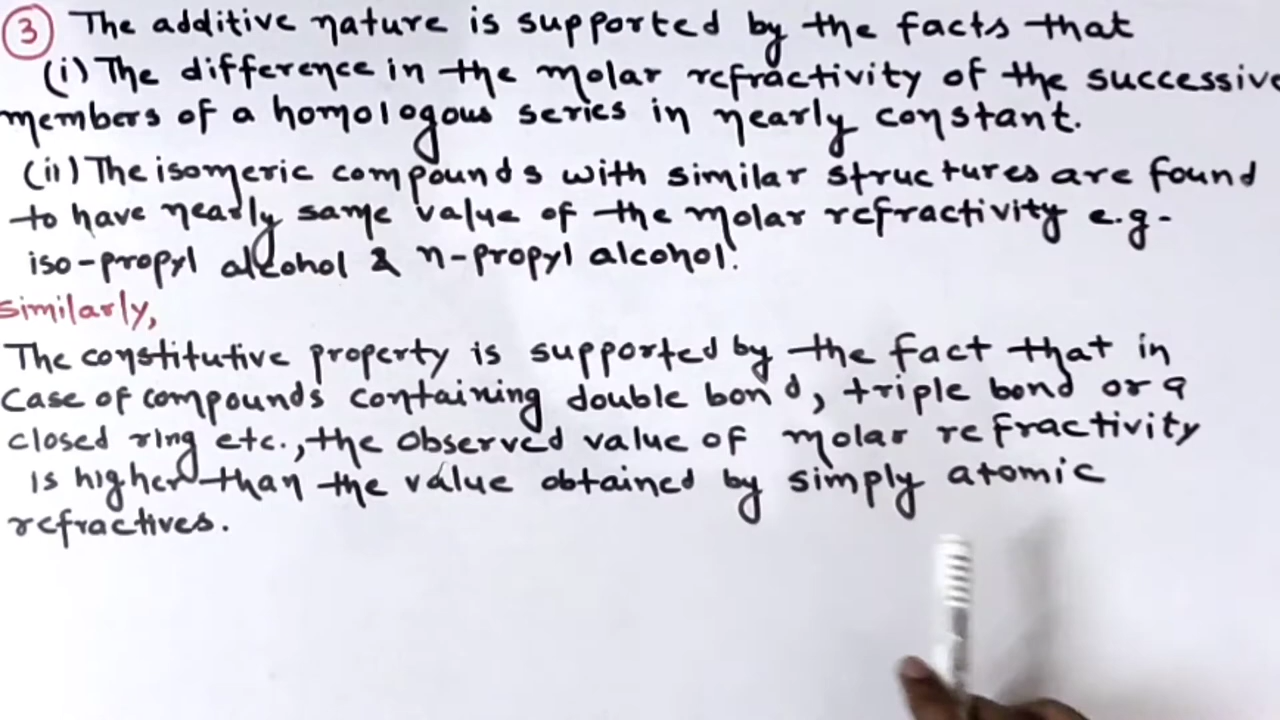 ③ The additive nature is supported by the facts that
(i) The difference in the molar refractivity of the successive
members of a homologous series in nearly constant.
(ii) The isomeric compounds with similar structures are found
to have nearly same value of the molar refractivity e.g-
iso-propyl alcohol & n-propyl alcohol.
Similarly,
The constitutive property is supported by the fact that in
case of compounds containing double bond, triple bond or a
closed ring etc., the observed value of molar refractivity
is higher than the value obtained by simply atomic
refractives.